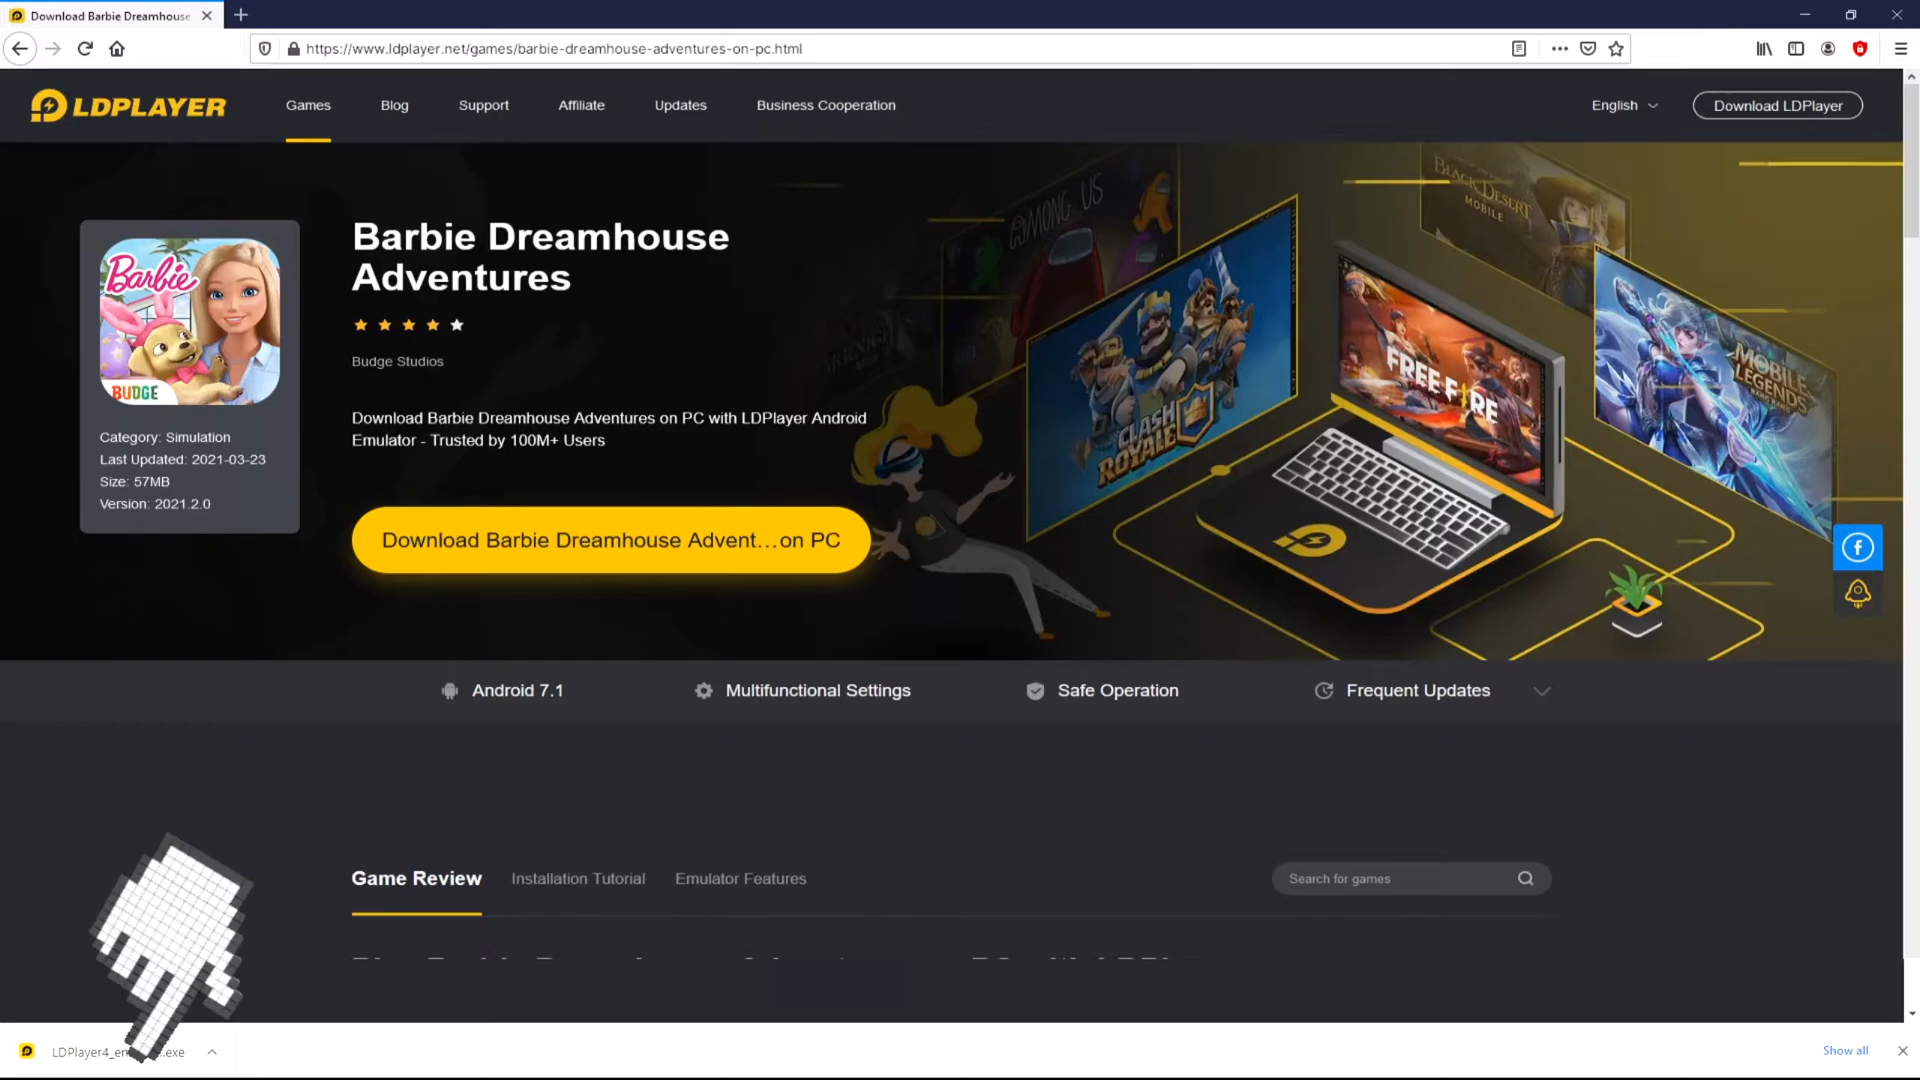 Download Barbie Dreamhouse
https://www.ldplayer.net/games/barbie-dreamhouse-adventures-on-pc.html
LDPLAYER
Games
Blog
Support
Affiliate
Updates
Business Cooperation
English
Download LDPlayer
Barbie
BUDGE
Category: Simulation
Last Updated: 2021-03-23
Size: 57MB
Version: 2021.2.0
Barbie Dreamhouse
Adventures
Budge Studios
Download Barbie Dreamhouse Adventures on PC with LDPlayer Android
Emulator - Trusted by 100M+ Users
Download Barbie Dreamhouse Advent...on PC
AMONG US
CLASH
ROYALE
FREE FIRE
BLACK DESERT
MOBILE
MOBILE
LEGENDS
BANG BANG
Android 7.1
Multifunctional Settings
Safe Operation
Frequent Updates
Game Review
Installation Tutorial
Emulator Features
Search for games
LDPlayer4_en
.exe
Show all